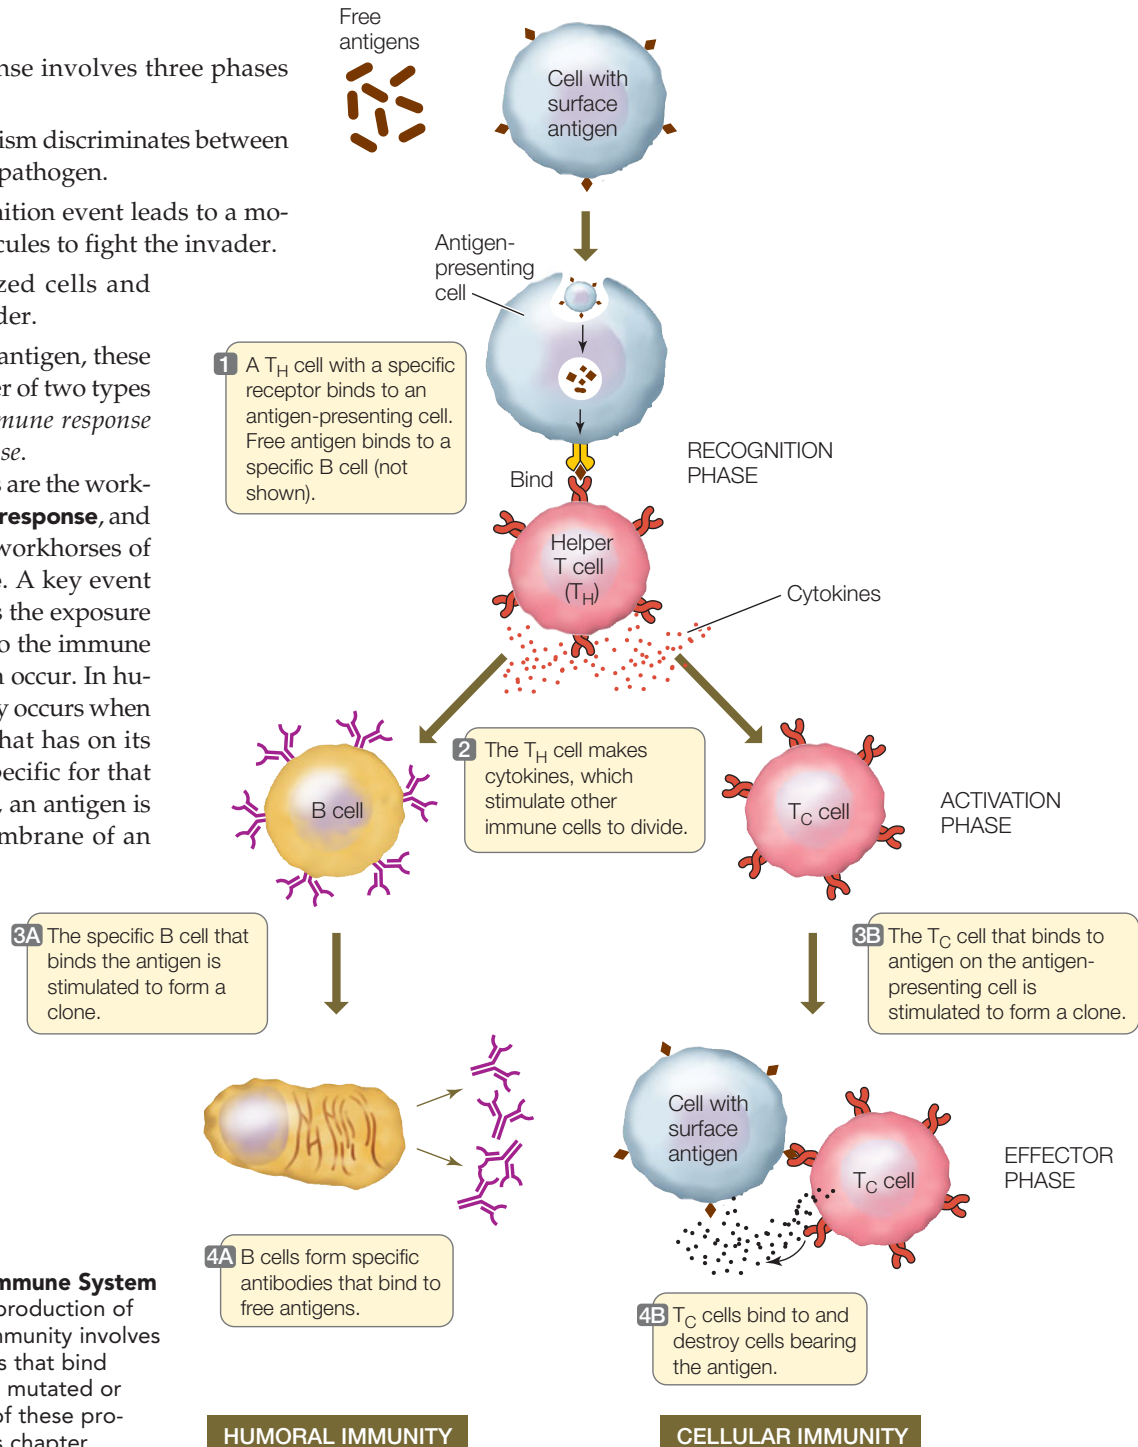 nse involves three phases
ism discriminates between
pathogen.
nition event leads to a mo-
cules to fight the invader.
zed cells and
der.
antigen, these
er of two types
mune response
se.
s are the work-
response, and
workhorses of
. A key event
s the exposure
o the immune
n occur. In hu-
y occurs when
hat has on its
pecific for that
, an antigen is
mbrane of an
Free
antigens
Cell with
surface
antigen
Antigen-
presenting
cell
1 A TH cell with a specific
receptor binds to an
antigen-presenting cell.
Free antigen binds to a
specific B cell (not
shown).
Bind
RECOGNITION
PHASE
Helper
T cell
(TH)
Cytokines
2 The TH cell makes
cytokines, which
stimulate other
immune cells to divide.
B cell
TC cell
ACTIVATION
PHASE
3A The specific B cell that
binds the antigen is
stimulated to form a
clone.
3B The TC cell that binds to
antigen on the antigen-
presenting cell is
stimulated to form a clone.
Cell with
surface
antigen
TC cell
EFFECTOR
PHASE
4A B cells form specific
antibodies that bind to
free antigens.
4B TC cells bind to and
destroy cells bearing
the antigen.
mmune System
production of
mmunity involves
s that bind
mutated or
of these pro-
s chapter
HUMORAL IMMUNITY
CELLULAR IMMUNITY